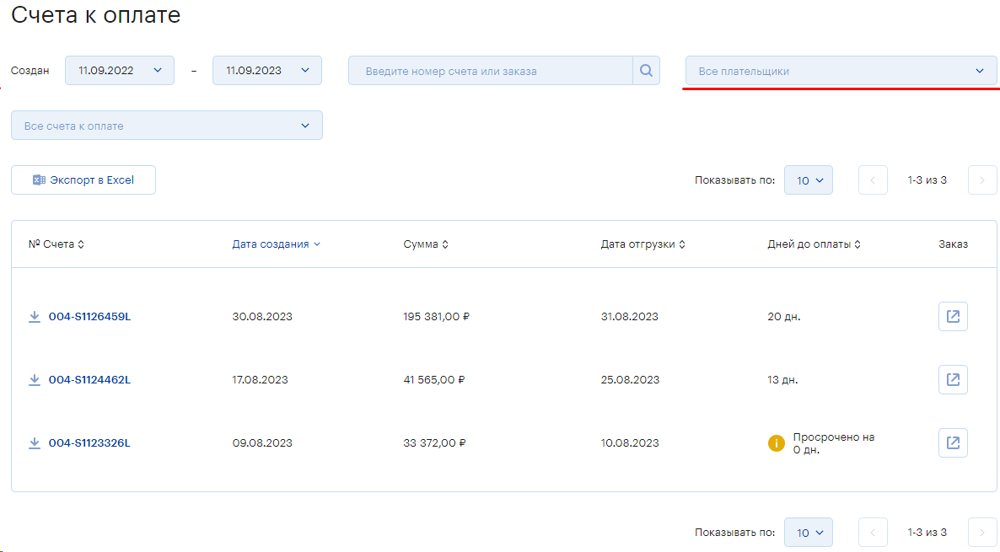 Счета к оплате
Создан 11.09.2022 – 11.09.2023 Введите номер счета или заказа Все плательщики
Все счета к оплате
Экспорт в Excel Показывать по: 10 1-3 из 3
№ Счета Дата создания Сумма Дата отгрузки Дней до оплаты Заказ
004-S1126459L 30.08.2023 195 381,00 ₽ 31.08.2023 20 дн.
004-S1124462L 17.08.2023 41 565,00 ₽ 25.08.2023 13 дн.
004-S1123326L 09.08.2023 33 372,00 ₽ 10.08.2023 Просрочено на
0 дн.
Показывать по: 10 1-3 из 3